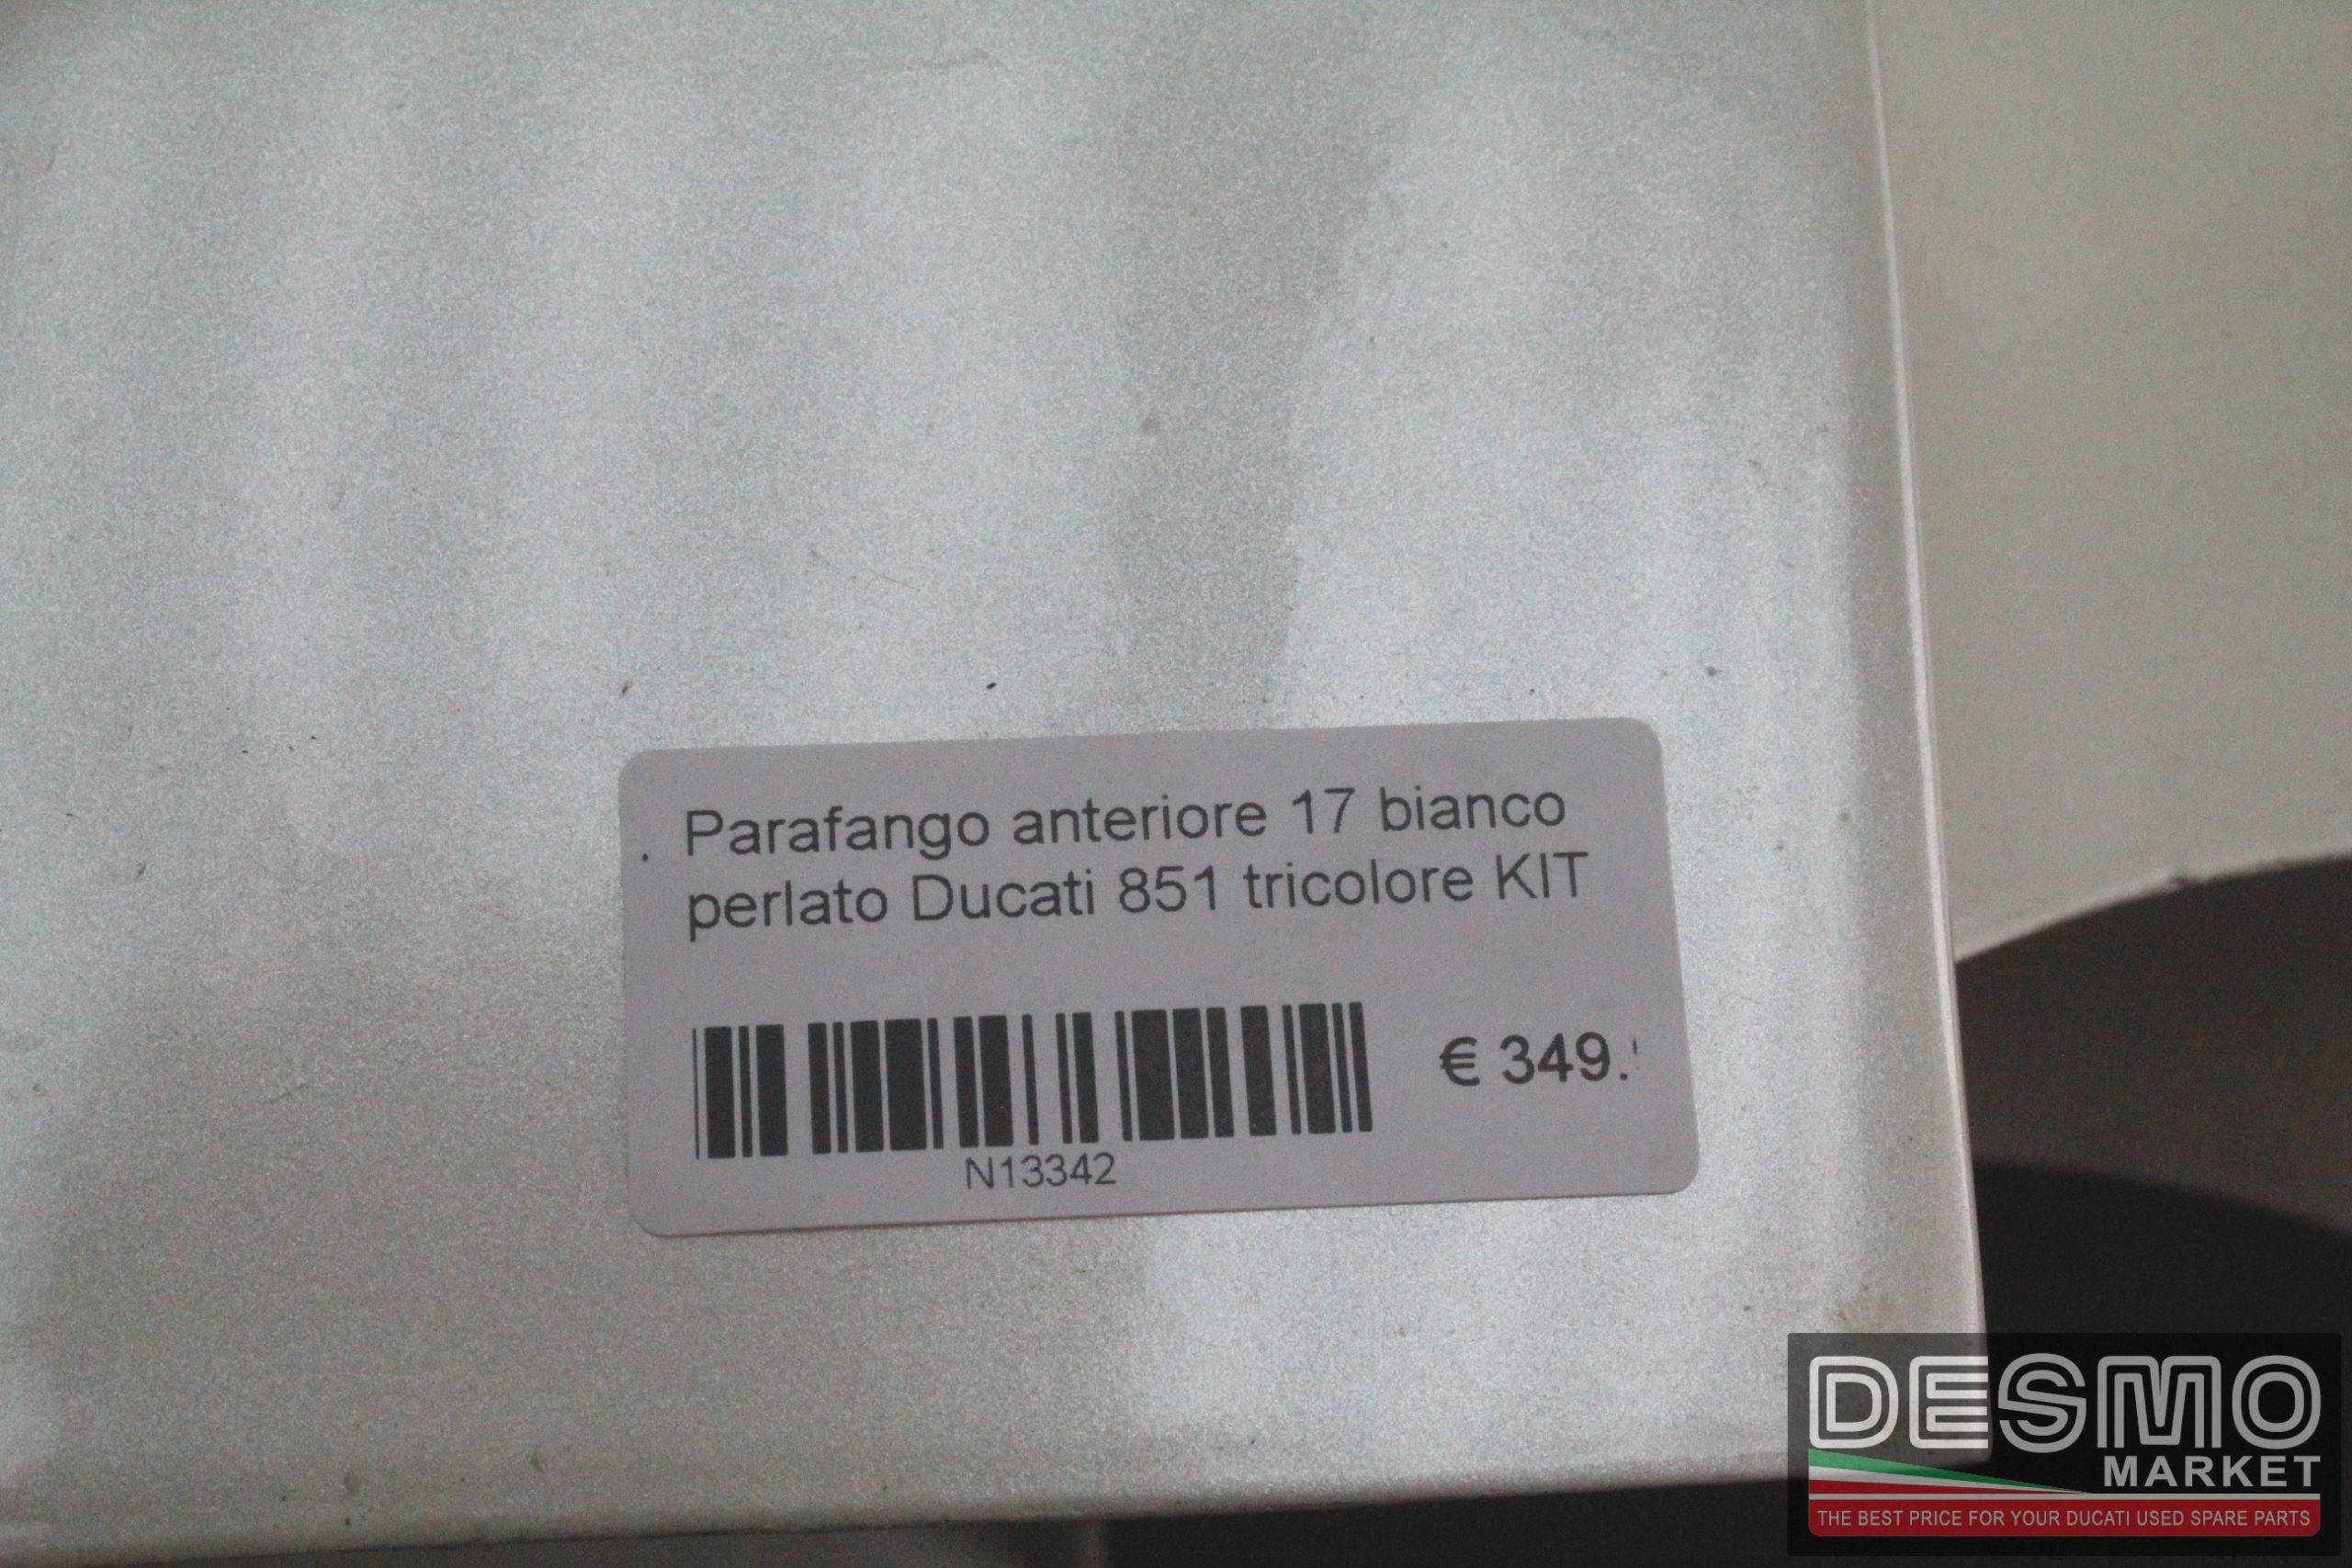 Parafango anteriore 17 bianco
perlato Ducati 851 tricolore KIT
€ 349.
N13342
DESMO
MARKET
THE BEST PRICE FOR YOUR DUCATI USED SPARE PARTS